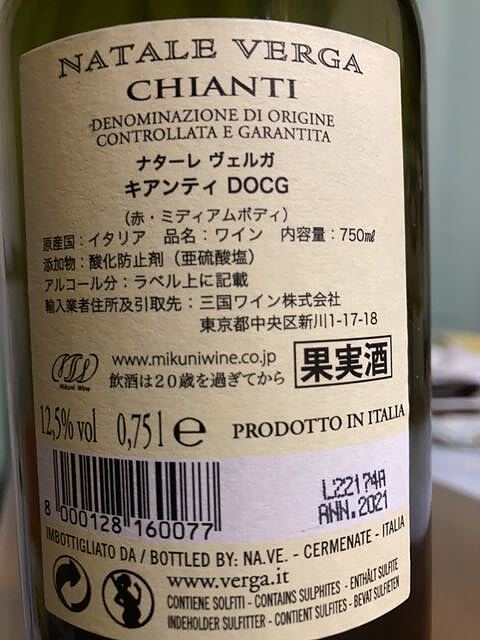 NATALE VERGA
CHIANTI
DENOMINAZIONE DI ORIGINE
CONTROLLATA E GARANTITA
ナターレ ヴェルガ
キアンティ DOCG
（赤・ミディアムボディ）
原産国：イタリア 品名：ワイン 内容量：750㎖
添加物：酸化防止剤（亜硫酸塩）
アルコール分：ラベル上に記載
輸入業者住所及引取先：三国ワイン株式会社
東京都中央区新川1-17-18
Mikuni Wine
www.mikuniwine.co.jp
飲酒は20歳を過ぎてから
果実酒
12,5% vol 0,75 l e PRODOTTO IN ITALIA
8 000128 160077
L22174A
ANN.2021
IMBOTTIGLIATO DA / BOTTLED BY: NA.VE. - CERMENATE - ITALIA
www.verga.it
CONTIENE SOLFITI - CONTAINS SULPHITES - ENTHÄLT SULFITE
INDEHOLDER SULFITTER - CONTIENT SULFITES - BEVAT SULFIETEN